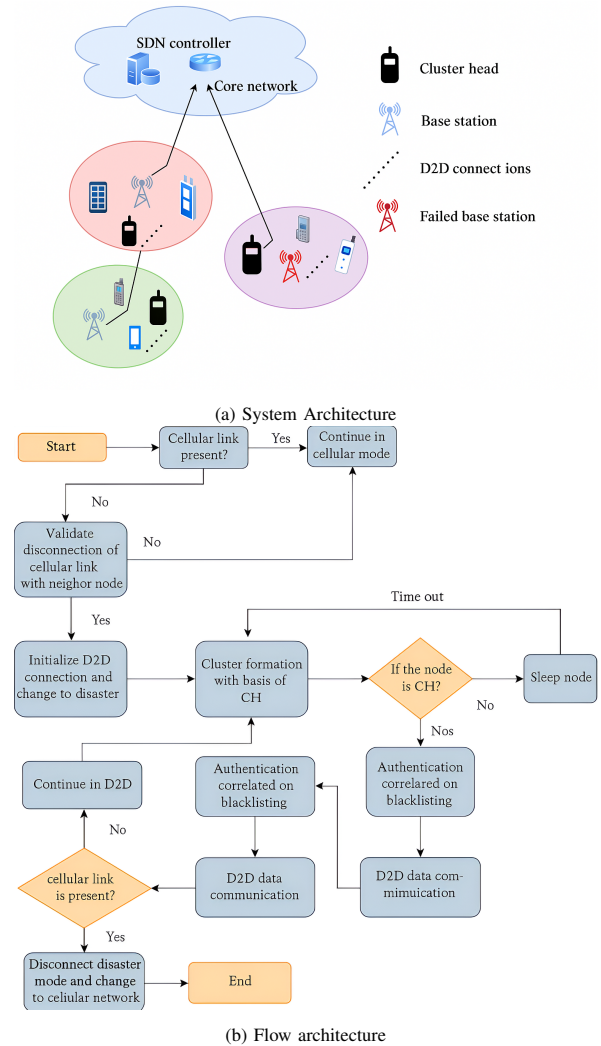 SDN controller
Core network
Cluster head
Base station
D2D connect ions
Failed base station
(a) System Architecture
Start
Cellular link
present?
Yes
Continue in
cellular mode
No
Validate
disconnection of
cellular link
with neighor node
No
Yes
Time out
Initialize D2D
connection and
change to disaster
Cluster formation
with basis of
CH
If the node
is CH?
No
Sleep node
Nos
Continue in D2D
Authentication
correlated on
blacklisting
Authentication
correlared on
blacklisting
No
cellular link
is present?
D2D data
communication
D2D data com-
mimuication
Yes
Disconnect disaster
mode and change
to celiular network
End
(b) Flow architecture